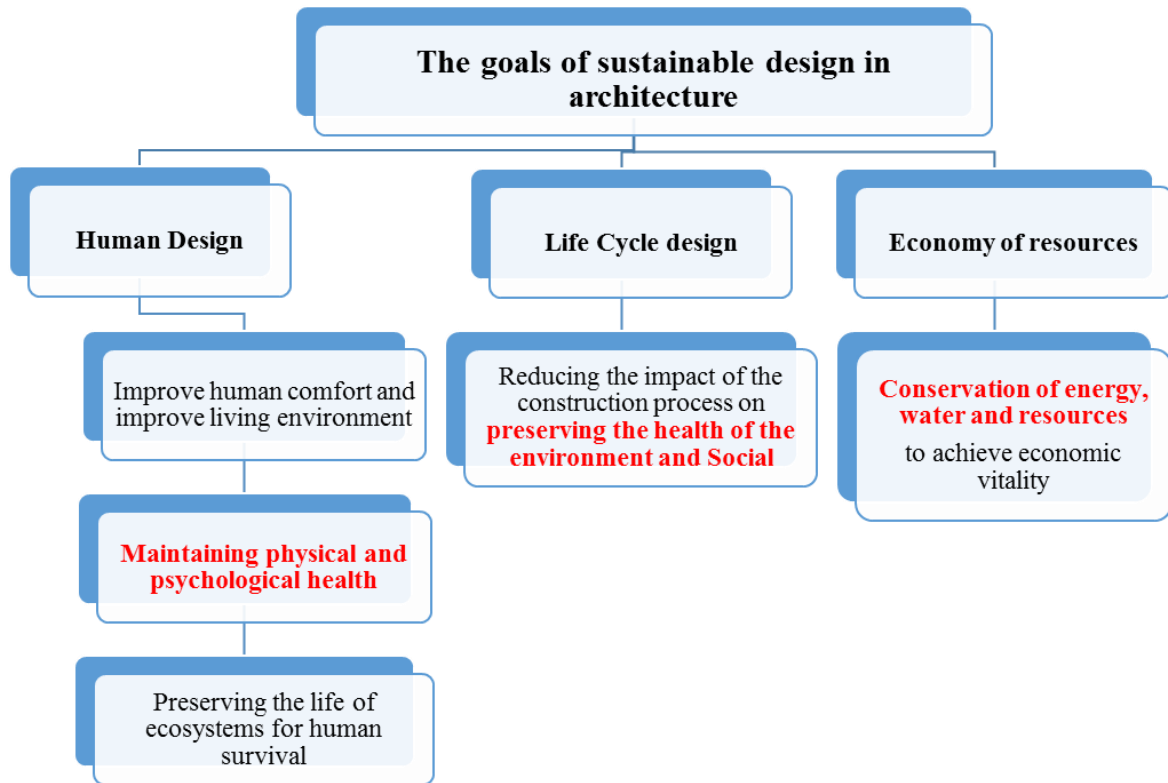 The goals of sustainable design in
architecture
Human Design
Life Cycle design
Economy of resources
Improve human comfort and
improve living environment
Reducing the impact of the
construction process on
preserving the health of the
environment and Social
Conservation of energy,
water and resources
to achieve economic
vitality
Maintaining physical and
psychological health
Preserving the life of
ecosystems for human
survival